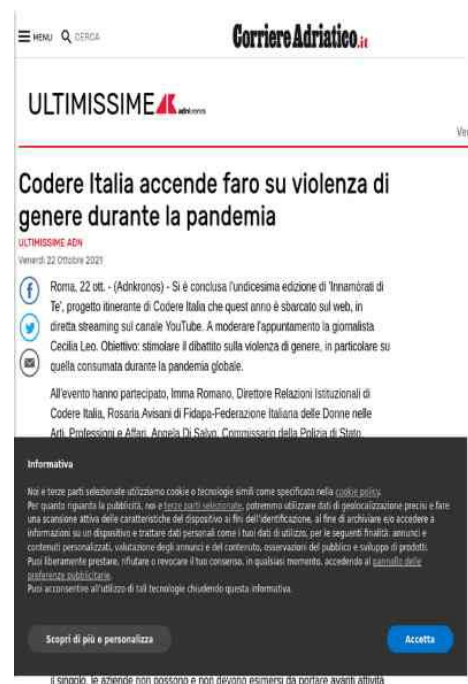 MENU CERCA
Corriere Adriatico.it
ULTIMISSIME adnkronos
Ve
Codere Italia accende faro su violenza di
genere durante la pandemia
ULTIMISSIME ADN
Venerdì 22 Ottobre 2021
Roma, 22 ott. - (Adnkronos) - Si è conclusa l'undicesima edizione di 'Innamòrati di
Te', progetto itinerante di Codere Italia che quest'anno è sbarcato sul web, in
diretta streaming sul canale YouTube. A moderare l'appuntamento la giornalista
Cecilia Leo. Obiettivo: stimolare il dibattito sulla violenza di genere, in particolare su
quella consumata durante la pandemia globale.
All'evento hanno partecipato, Imma Romano, Direttore Relazioni Istituzionali di
Codere Italia, Rosaria Avisani di Fidapa-Federazione Italiana delle Donne nelle
Arti, Professioni e Affari, Angela Di Salvo, Commissario della Polizia di Stato
Informativa
Noi e terze parti selezionate utilizziamo cookie o tecnologie simili come specificato nella cookie policy.
Per quanto riguarda la pubblicità, noi e terze parti selezionate, potremmo utilizzare dati di geolocalizzazione precisi e fare
una scansione attiva delle caratteristiche del dispositivo ai fini dell'identificazione, al fine di archiviare e/o accedere a
informazioni su un dispositivo e trattare dati personali come i tuoi dati di utilizzo, per le seguenti finalità: annunci e
contenuti personalizzati, valutazione degli annunci e del contenuto, osservazioni del pubblico e sviluppo di prodotti.
Puoi liberamente prestare, rifiutare o revocare il tuo consenso, in qualsiasi momento, accedendo al pannello delle
preferenze pubblicitarie.
Puoi acconsentire all'utilizzo di tali tecnologie chiudendo questa informativa.
Scopri di più e personalizza
Accetta
il singolo, le aziende non possono e non devono esimersi da portare avanti attività